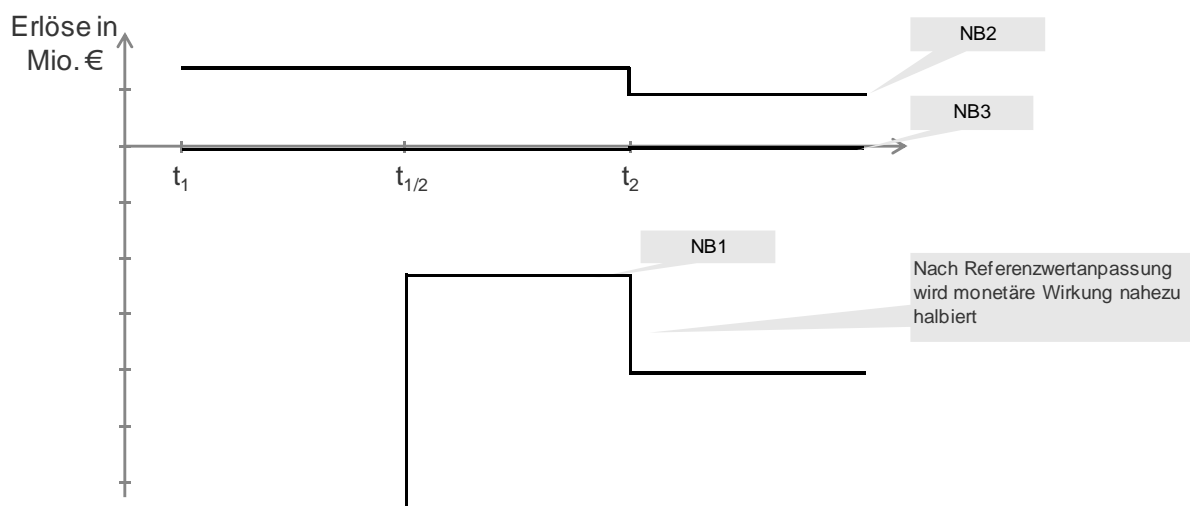 Erlöse in
Mio. €
NB2
NB3
t1
t1/2
t2
NB1
Nach Referenzwertanpassung
wird monetäre Wirkung nahezu
halbiert